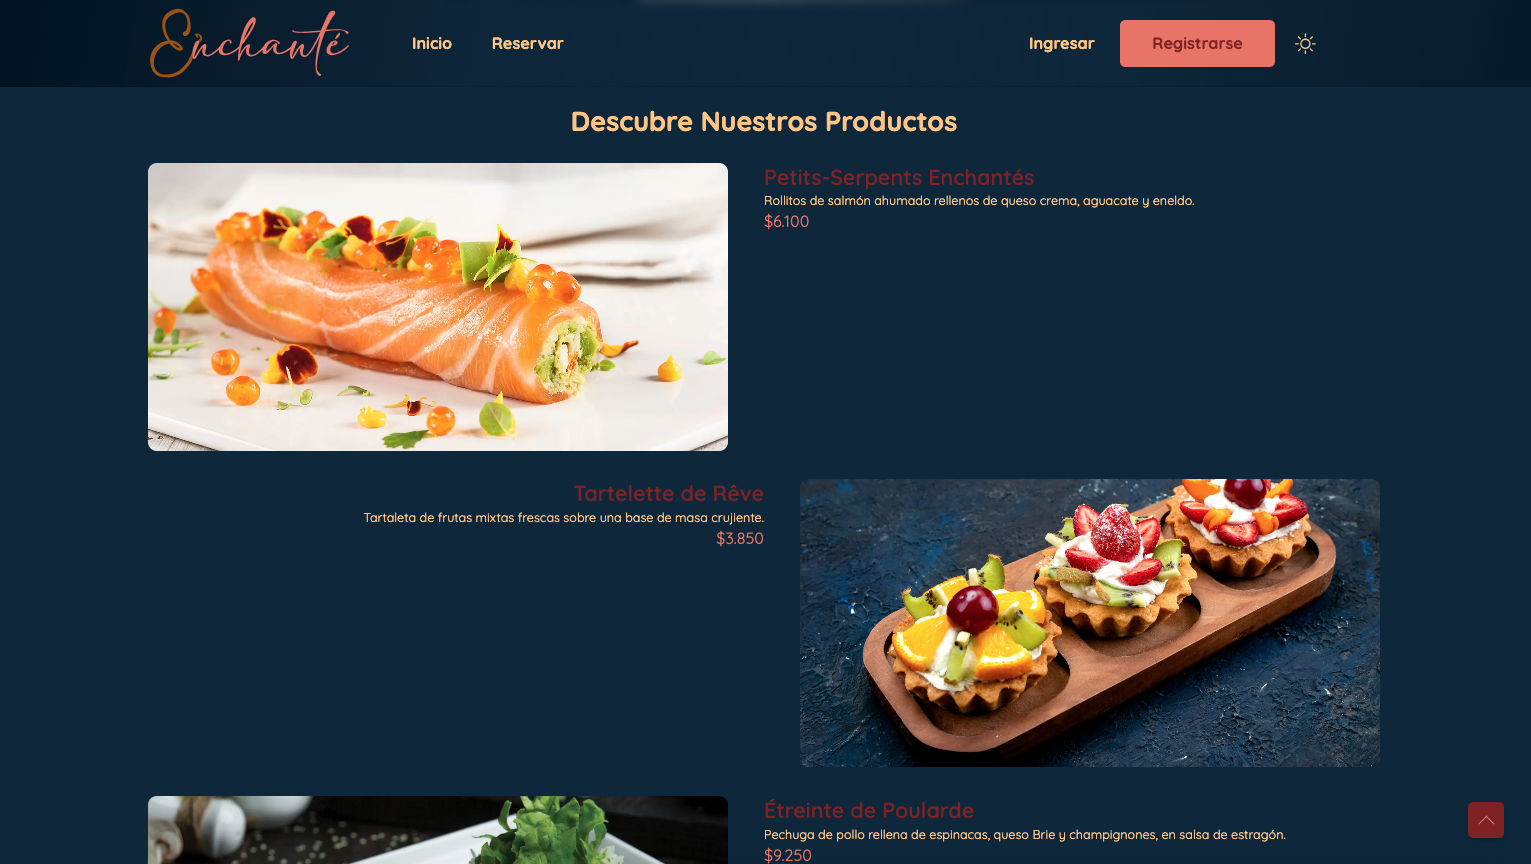 Enchanté
Inicio
Reservar
Ingresar
Registrarse
Descubre Nuestros Productos
Petits-Serpents Enchantés
Rollitos de salmón ahumado rellenos de queso crema, aguacate y eneldo.
$6.100
Tartelette de Rêve
Tartaleta de frutas mixtas frescas sobre una base de masa crujiente.
$3.850
Étreinte de Poularde
Pechuga de pollo rellena de espinacas, queso Brie y champignones, en salsa de estragón.
$9.250